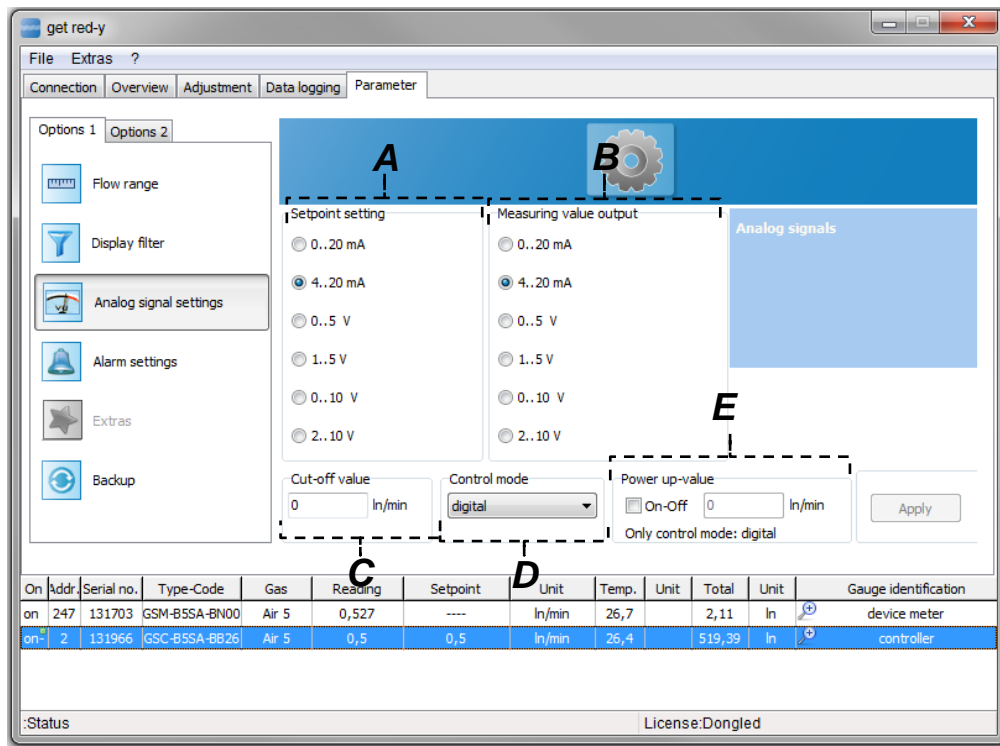 get red-y
File Extras ?
Connection Overview Adjustment Data logging Parameter
Options 1 Options 2
Flow range
Display filter
Analog signal settings
Alarm settings
Extras
Backup
A
B
Setpoint setting
0..20 mA
4..20 mA
0..5 V
1..5 V
0..10 V
2..10 V
Measuring value output
0..20 mA
4..20 mA
0..5 V
1..5 V
0..10 V
2..10 V
Analog signals
E
Cut-off value
0 ln/min
Control mode
digital
Power up-value
On-Off 0 ln/min
Only control mode: digital
Apply
C
D
On Addr. Serial no. Type-Code Gas Reading Setpoint Unit Temp. Unit Total Unit Gauge identification
on 247 131703 GSM-B5SA-BN00 Air 5 0,527 ---- ln/min 26,7 2,11 ln device meter
on- 2 131966 GSC-B5SA-BB26 Air 5 0,5 0,5 ln/min 26,4 519,39 ln controller
:Status License:Dongled